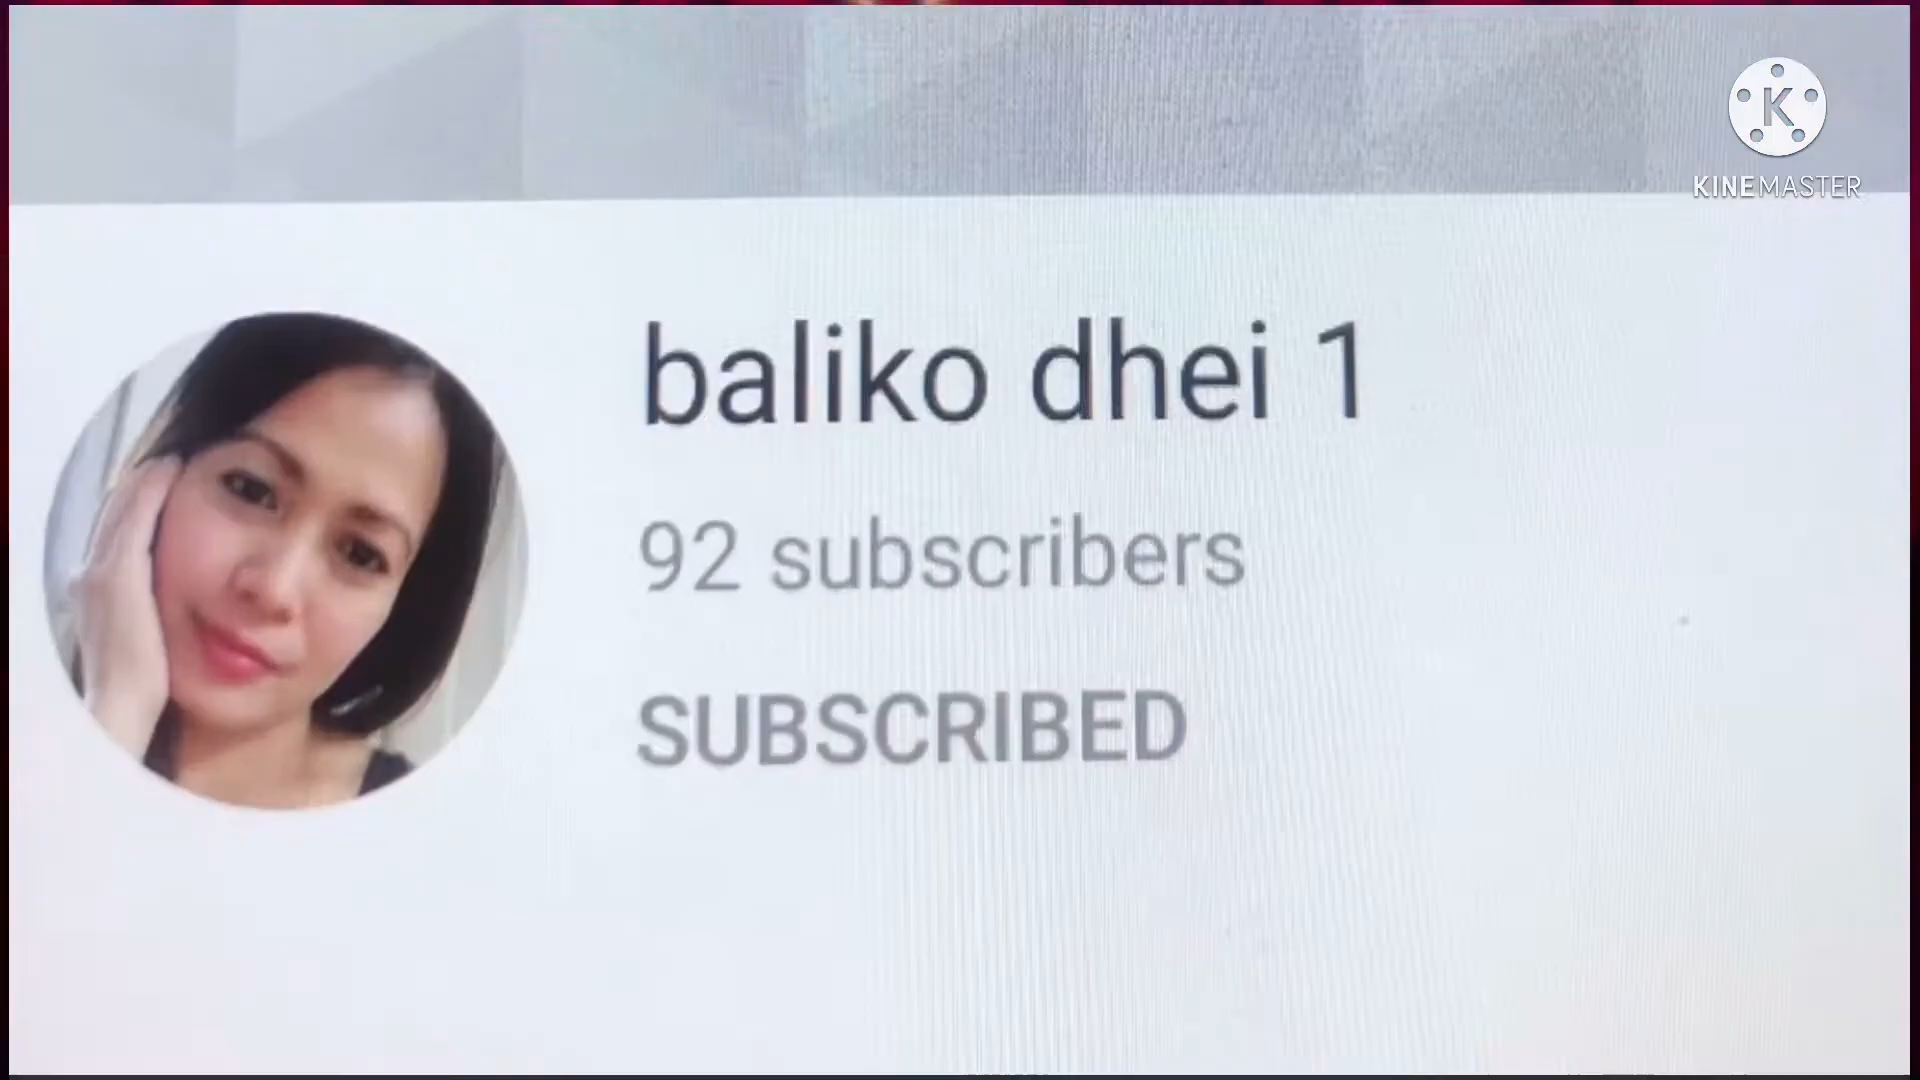 K
KINEMASTER
baliko dhei 1
92 subscribers
SUBSCRIBED